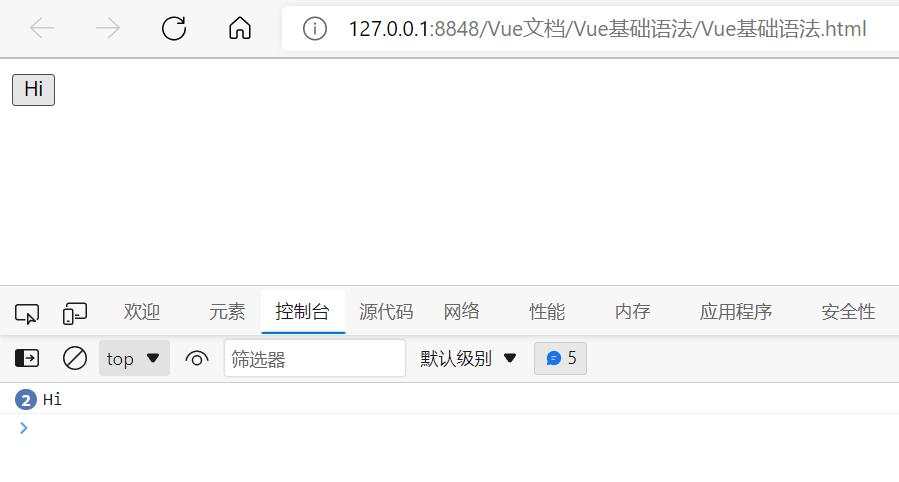 127.0.0.1:8848/Vue文档/Vue基础语法/Vue基础语法.html
Hi
欢迎 元素 控制台 源代码 网络 性能 内存 应用程序 安全性
top 筛选器 默认级别 5
2 Hi